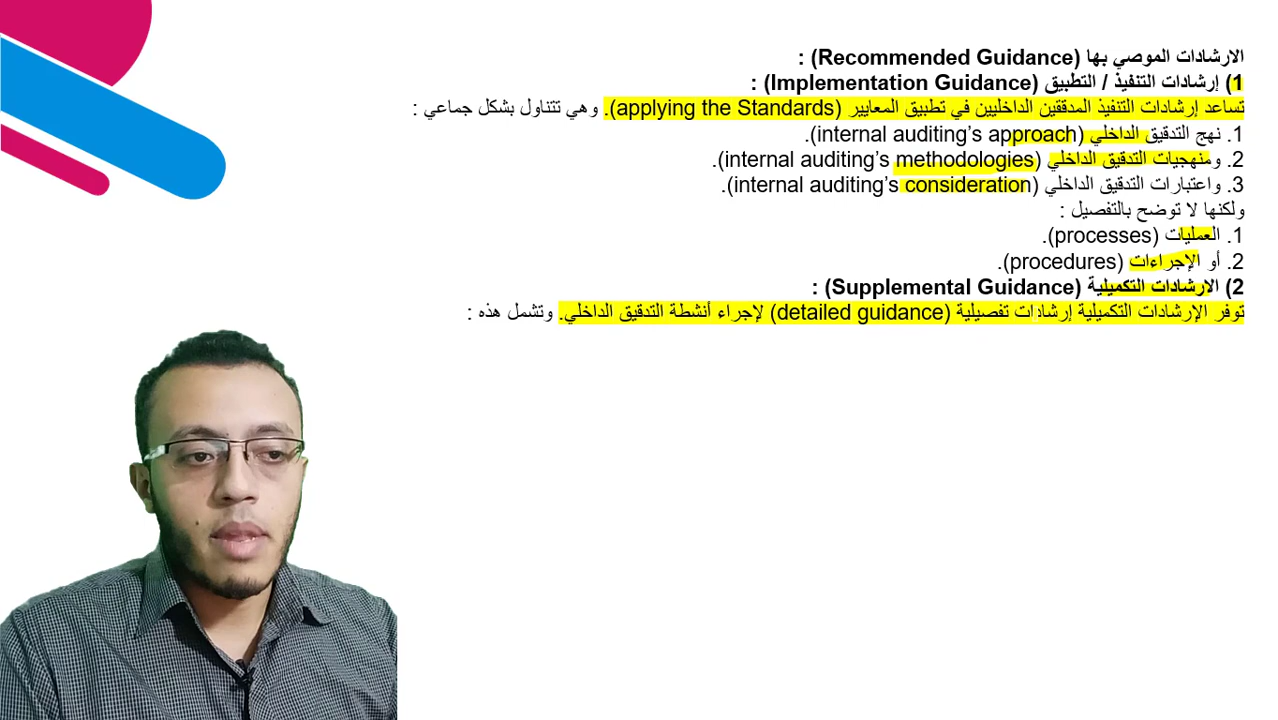 الارشادات الموصي بها (Recommended Guidance) :
1) إرشادات التنفيذ / التطبيق (Implementation Guidance) :
تساعد إرشادات التنفيذ المدققين الداخليين في تطبيق المعايير (applying the Standards). وهي تتناول بشكل جماعي :
1. نهج التدقيق الداخلي (internal auditing’s approach).
2. ومنهجيات التدقيق الداخلي (internal auditing’s methodologies).
3. واعتبارات التدقيق الداخلي (internal auditing’s consideration).
ولكنها لا توضح بالتفصيل :
1. العمليات (processes).
2. أو الإجراءات (procedures).
2) الإرشادات التكميلية (Supplemental Guidance) :
توفر الإرشادات التكميلية إرشادات تفصيلية (detailed guidance) لإجراء أنشطة التدقيق الداخلي. وتشمل هذه :